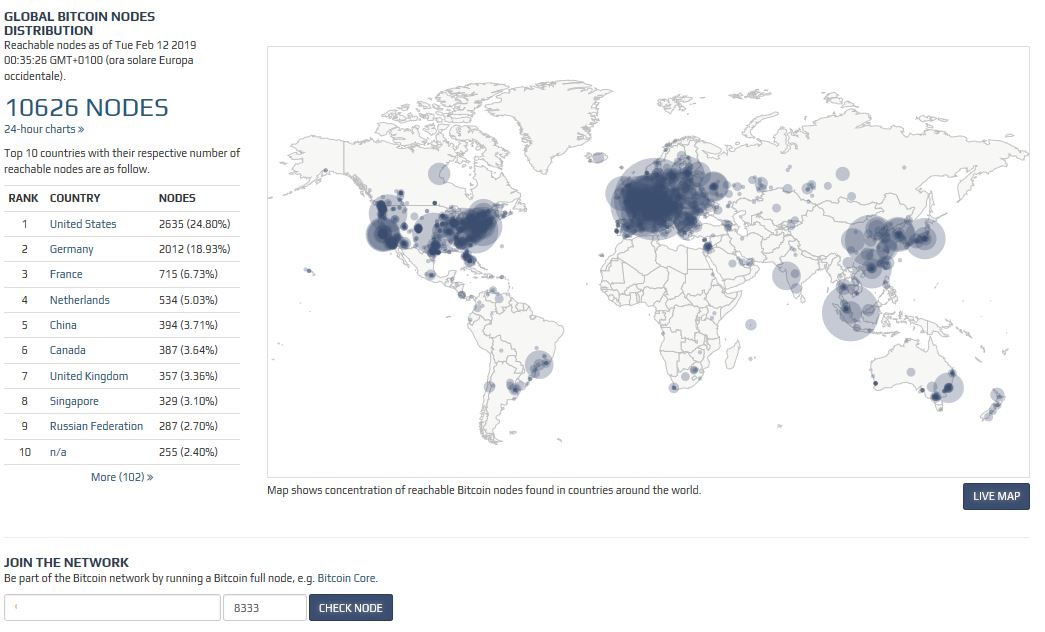 GLOBAL BITCOIN NODES
DISTRIBUTION
Reachable nodes as of Tue Feb 12 2019
00:35:26 GMT+0100 (ora solare Europa
occidentale).
10626 NODES
24-hour charts »
Top 10 countries with their respective number of
reachable nodes are as follow.
RANK COUNTRY NODES
1 United States 2635 (24.80%)
2 Germany 2012 (18.93%)
3 France 715 (6.73%)
4 Netherlands 534 (5.03%)
5 China 394 (3.71%)
6 Canada 387 (3.64%)
7 United Kingdom 357 (3.36%)
8 Singapore 329 (3.10%)
9 Russian Federation 287 (2.70%)
10 n/a 255 (2.40%)
More (102) »
Map shows concentration of reachable Bitcoin nodes found in countries around the world.
LIVE MAP
JOIN THE NETWORK
Be part of the Bitcoin network by running a Bitcoin full node, e.g. Bitcoin Core.
8333
CHECK NODE